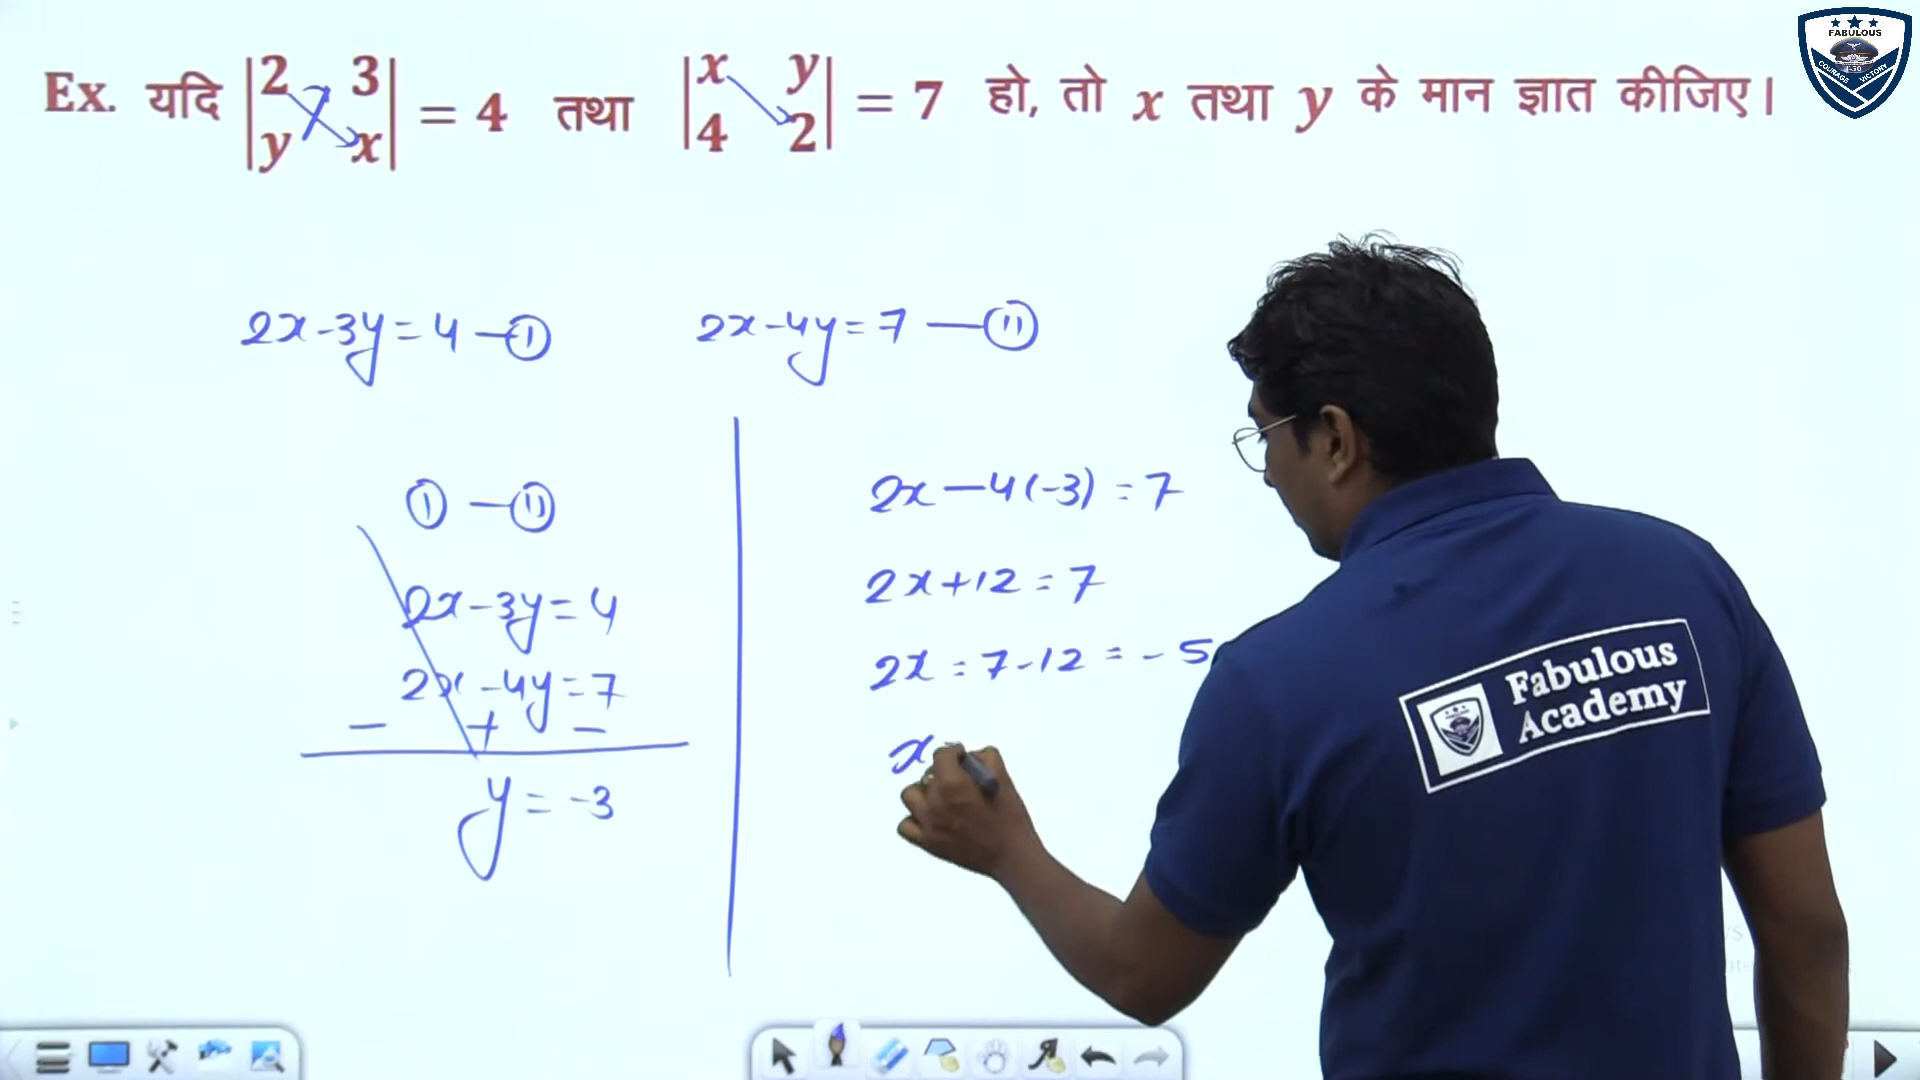 Ex. यदि |2 3| = 4 तथा |x y| = 7 हो, तो x तथा y के मान ज्ञात कीजिए।
|y x| |4 2|
2x-3y=4 —①
2x-4y=7 —⑪
① —⑪
2x-3y=4
2x-4y=7
− + −
y = -3
2x — 4(-3) = 7
2x+12 = 7
2x = 7-12 = -5
x
Fabulous
Academy
FABULOUS
COURAGE
VICTORY